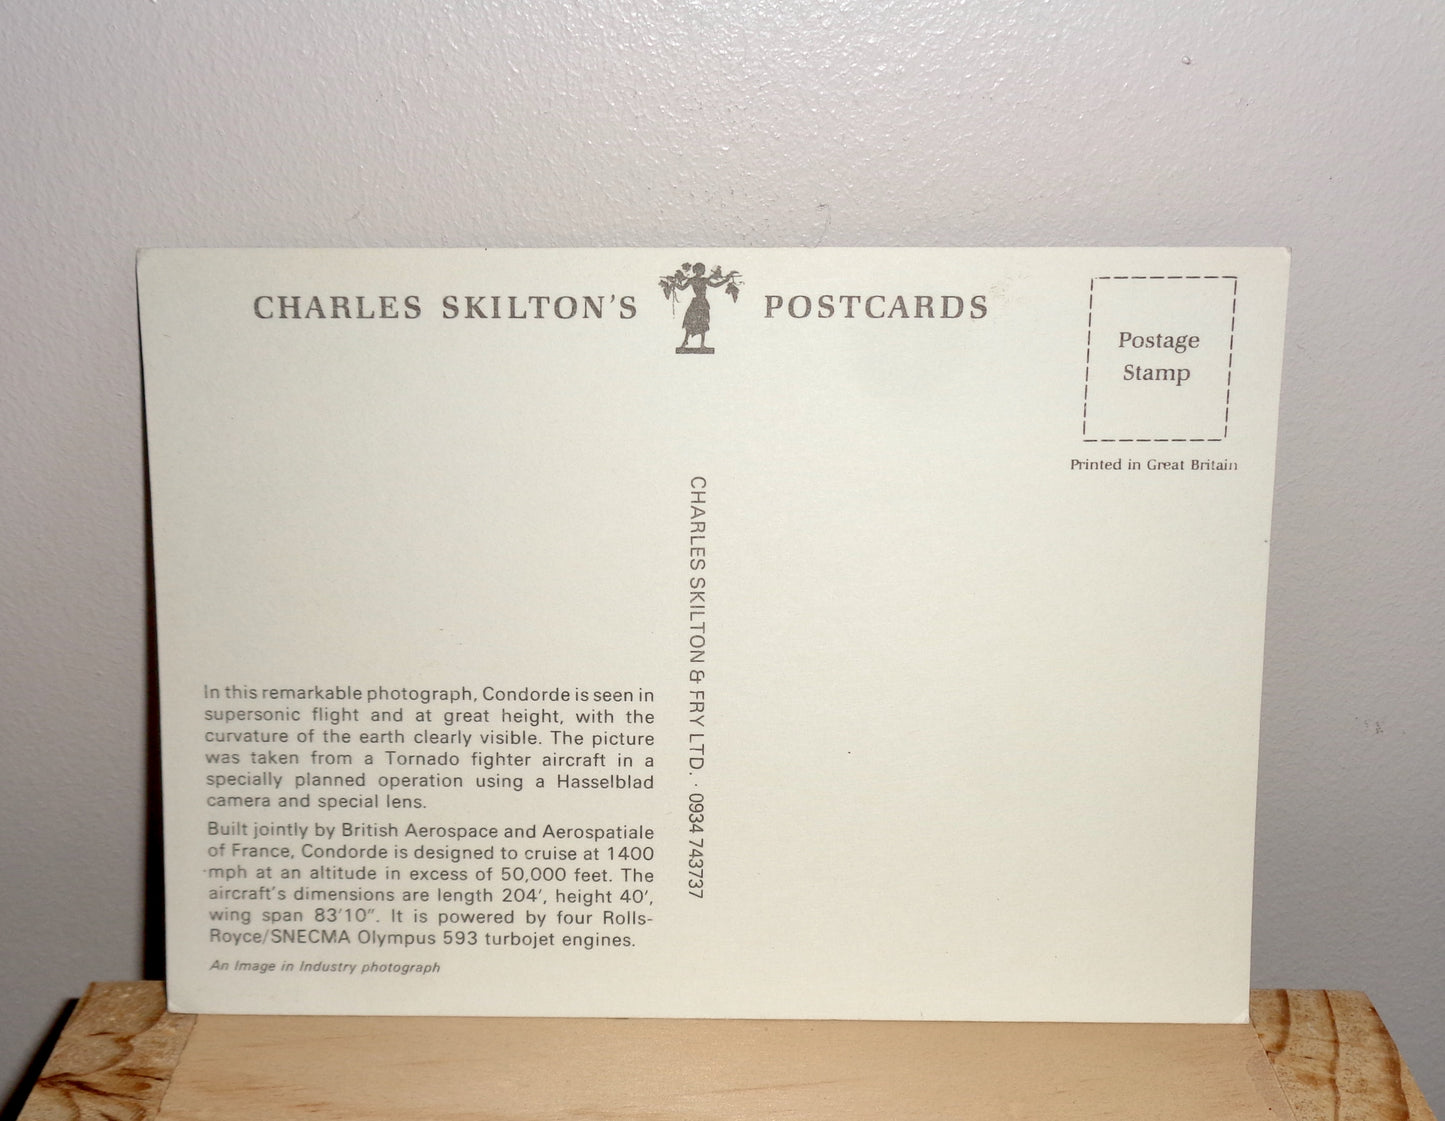 CHARLES SKILTON'S POSTCARDS
Postage
Stamp
Printed in Great Britain
CHARLES SKILTON & FRY LTD. · 0934 743737
In this remarkable photograph, Condorde is seen in
supersonic flight and at great height, with the
curvature of the earth clearly visible. The picture
was taken from a Tornado fighter aircraft in a
specially planned operation using a Hasselblad
camera and special lens.
Built jointly by British Aerospace and Aerospatiale
of France, Condorde is designed to cruise at 1400
mph at an altitude in excess of 50,000 feet. The
aircraft's dimensions are length 204′, height 40′,
wing span 83′10″. It is powered by four Rolls-
Royce/SNECMA Olympus 593 turbojet engines.
An Image in Industry photograph